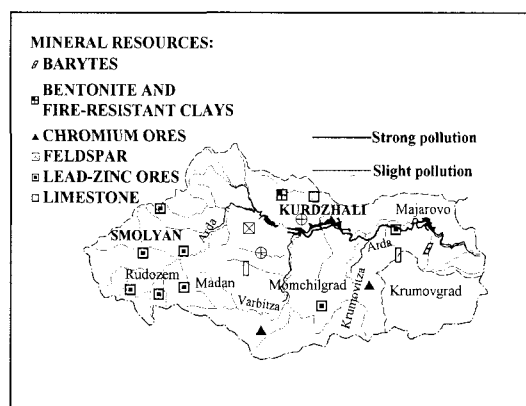 MINERAL RESOURCES:
BARYTES
BENTONITE AND
FIRE-RESISTANT CLAYS
CHROMIUM ORES
FELDSPAR
LEAD-ZINC ORES
LIMESTONE
Strong pollution
Slight pollution
KURDZHALI
Majarovo
SMOLYAN
Arda
Arda
Rudozem
Madan
Momchilgrad
Varbitza
Krumovitza
Krumovgrad